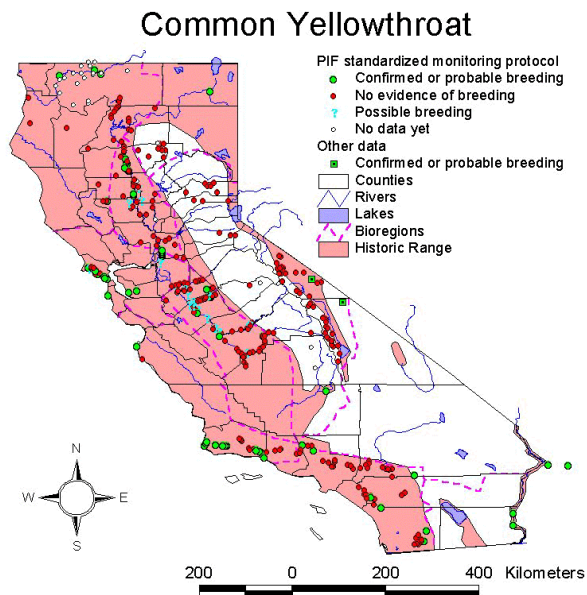 Common Yellowthroat
PIF standardized monitoring protocol
Confirmed or probable breeding
No evidence of breeding
? Possible breeding
No data yet
Other data
Confirmed or probable breeding
Counties
Rivers
Lakes
Bioregions
Historic Range
N
W E
S
200 0 200 400 Kilometers